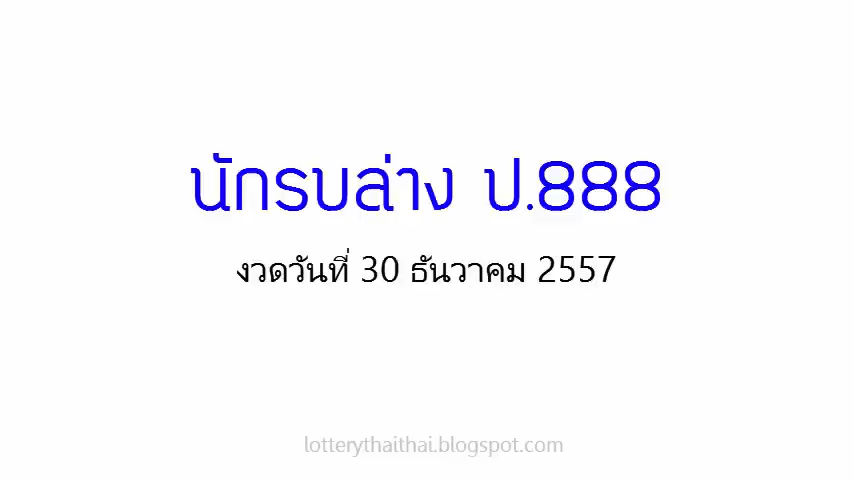 นักรบล่าง ป.888
งวดวันที่ 30 ธันวาคม 2557
lotterythaithai.blogspot.com